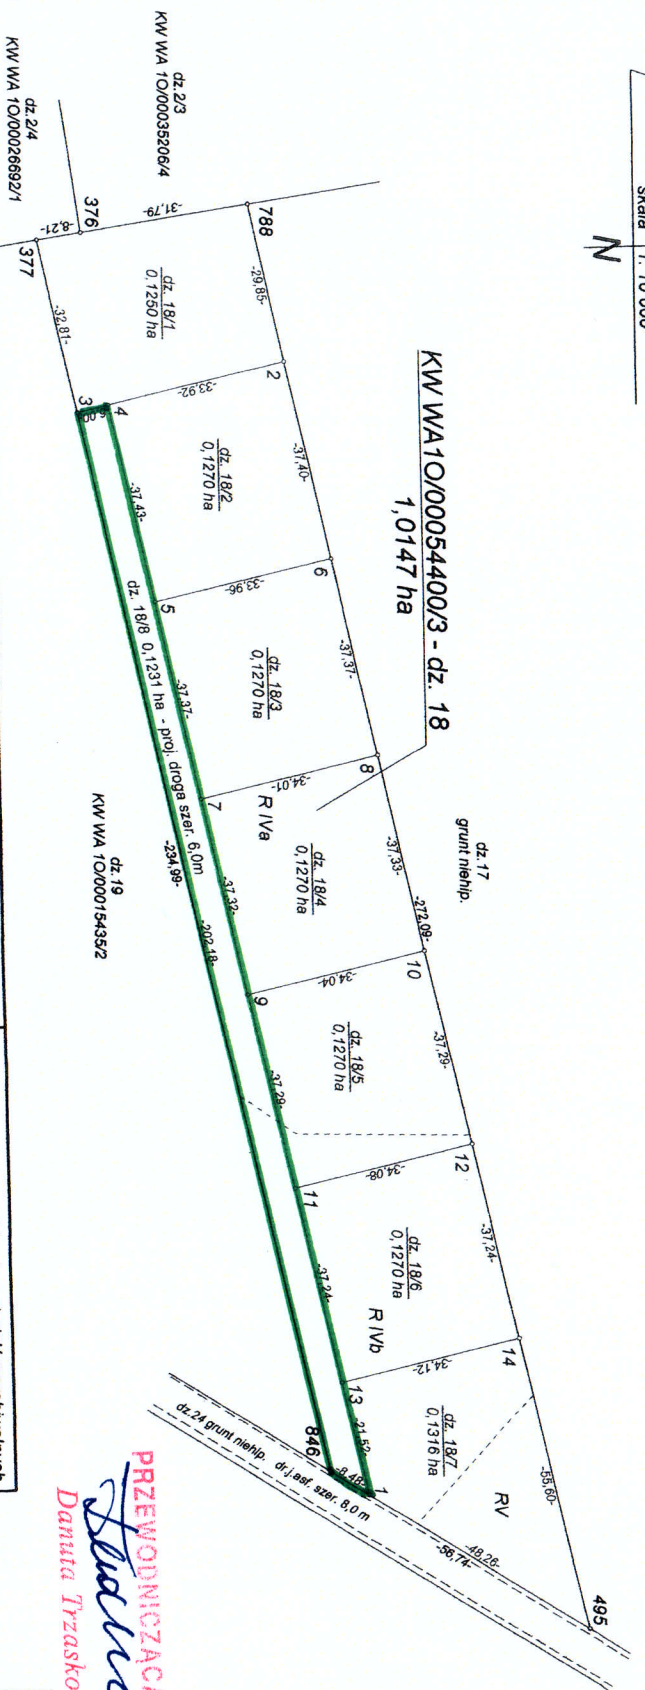 N
KW WA1O/00054400/3 - dz. 18
1,0147 ha
dz.2/3
KW WA 1O/00035206/4
dz.2/4
KW WA 1O/00026692/1
dz.17
grunt niehip.
dz.19
KW WA 1O/00015435/2
788
376
377
-31,79-
-8,21-
-29,85-
-32,81-
dz. 18/1
0,1250 ha
2
3
4
-33,92-
-37,40-
dz. 18/2
0,1270 ha
-37,43-
5
6
-33,96-
-37,37-
dz. 18/3
0,1270 ha
-37,37-
7
8
-34,01-
R IVa
-37,33-
-272,09-
dz. 18/4
0,1270 ha
-37,32-
9
10
-34,04-
-37,29-
dz. 18/5
0,1270 ha
-37,29-
11
12
-34,08-
-37,24-
dz. 18/6
0,1270 ha
R IVb
-37,24-
13
14
-34,12-
-55,60-
dz. 18/7
0,1316 ha
RV
-21,52-
1
-8,48-
846
-48,26-
-56,74-
495
dz. 18/8 0,1231 ha - proj. droga szer. 6,0m
-234,99-
-202,18-
dz.24 grunt niehip. dr.j.asf. szer. 8,0 m
PRZEWODNICZĄCA
Danuta Trzasko